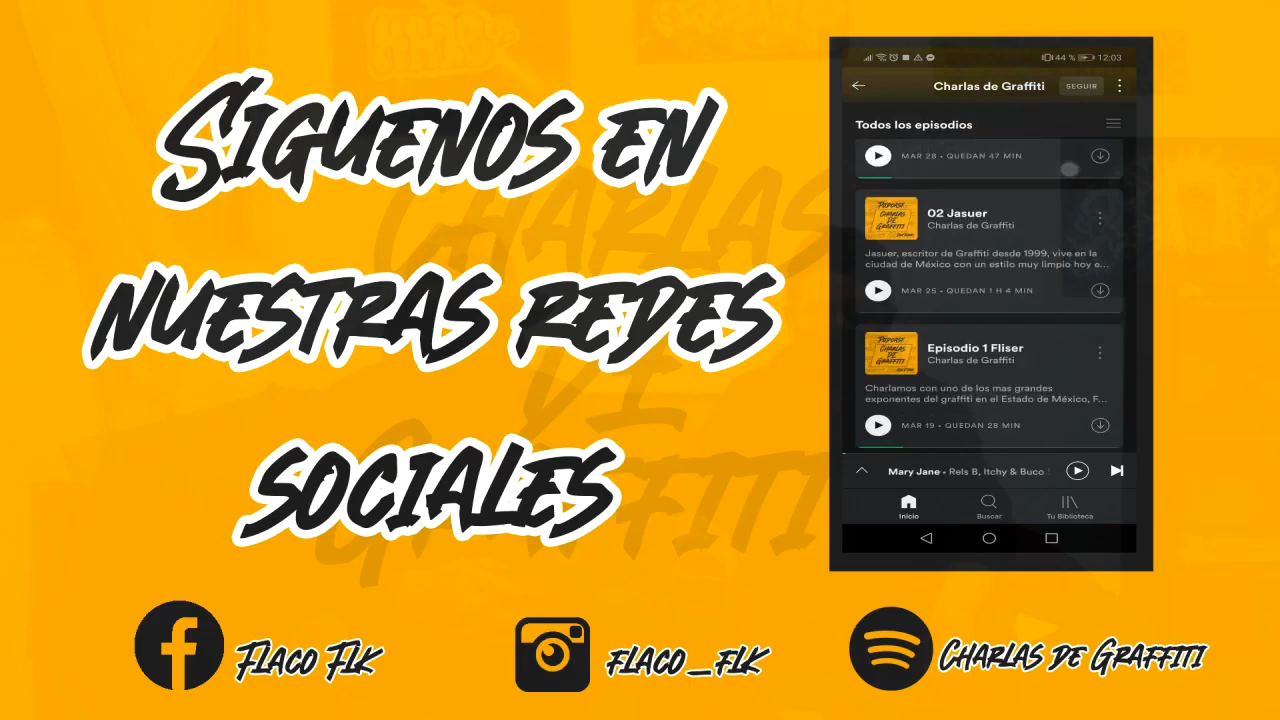 Siguenos en
nuestras redes
sociales
Charlas
de
Graffiti
44 % 12:03
Charlas de Graffiti SEGUIR
Todos los episodios
MAR 28 • QUEDAN 47 MIN
02 Jasuer
Charlas de Graffiti
Jasuer, escritor de Graffiti desde 1999, vive en la
ciudad de México con un estilo muy limpio hoy e...
MAR 25 • QUEDAN 1 H 4 MIN
Episodio 1 Fliser
Charlas de Graffiti
Charlamos con uno de los mas grandes
exponentes del graffiti en el Estado de México, F...
MAR 19 • QUEDAN 28 MIN
Mary Jane • Rels B, Itchy & Buco
Inicio Buscar Tu Biblioteca
Flaco Flk flaco_flk Charlas de Graffiti